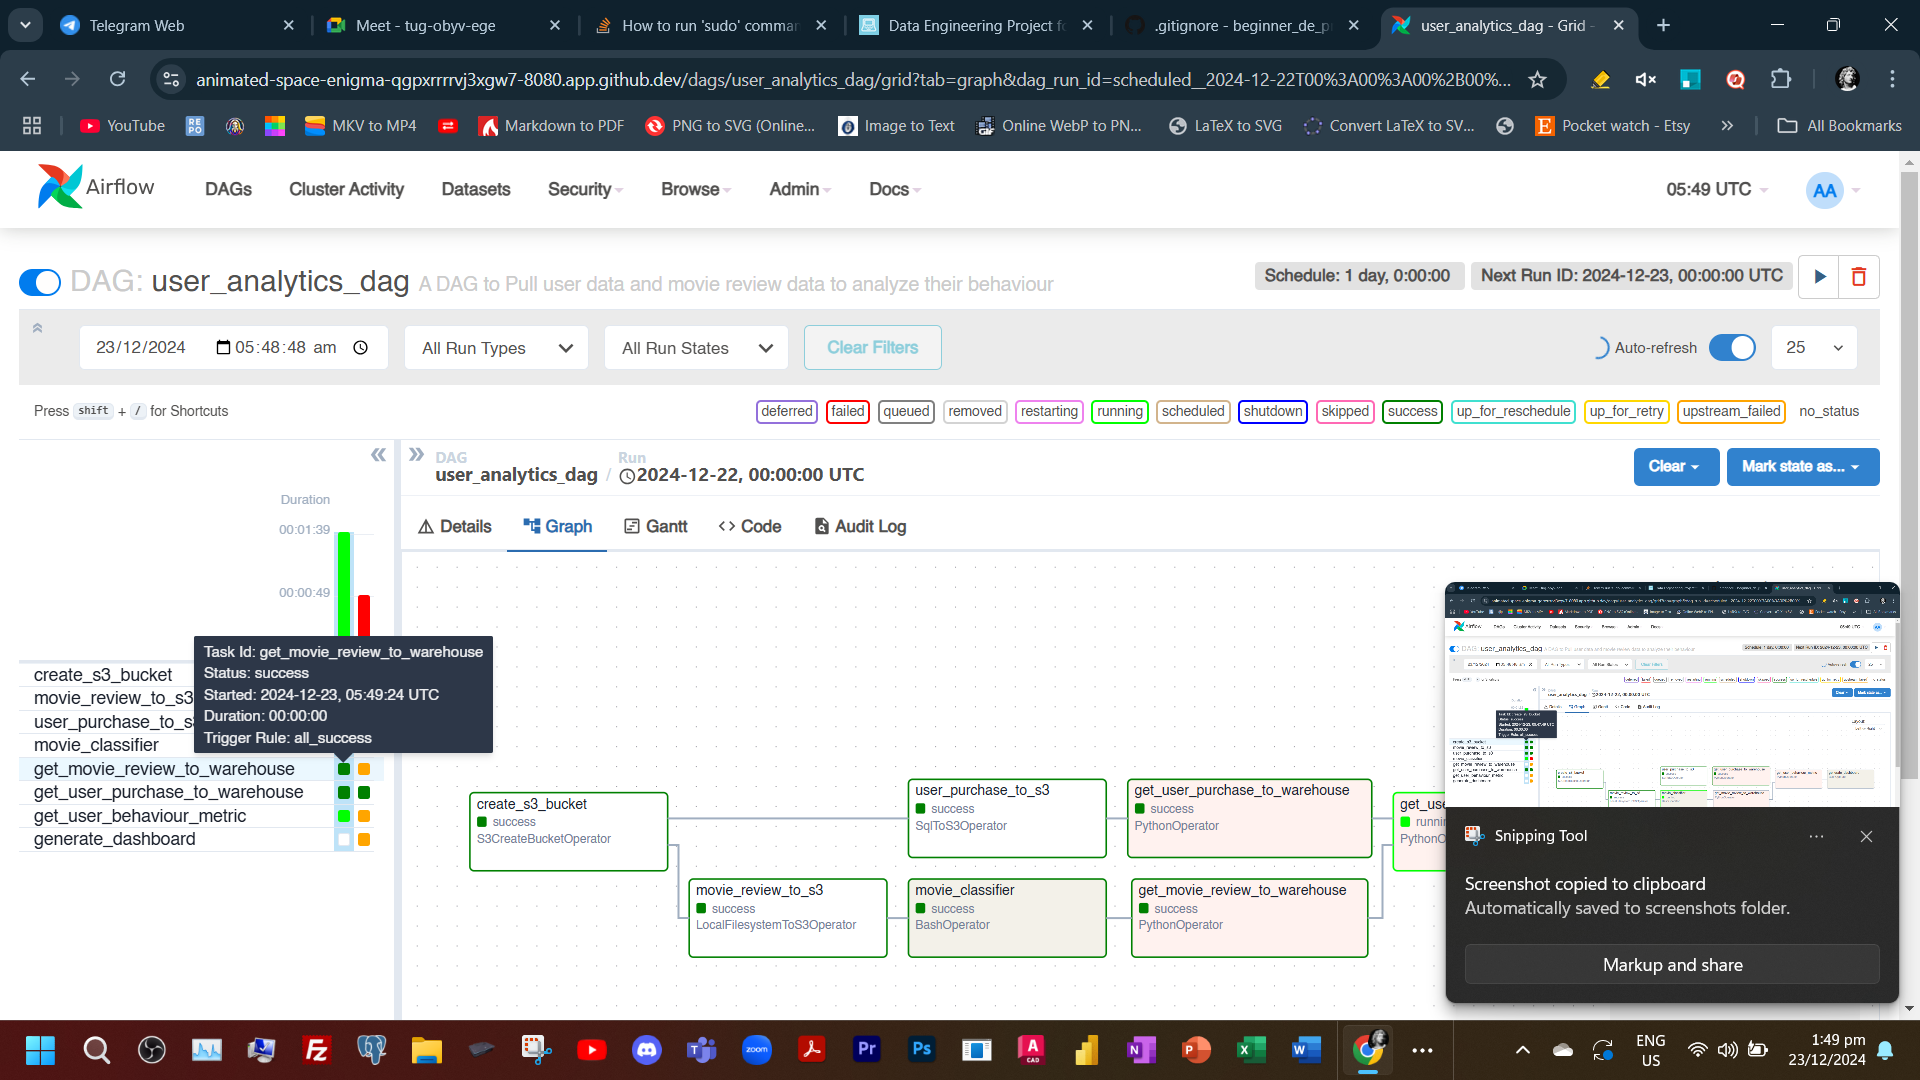 Telegram Web
Meet - tug-obyv-ege
How to run 'sudo' comma
Data Engineering Project fo
.gitignore - beginner_de_p
user_analytics_dag - Grid -
animated-space-enigma-qgpxrrrrvj3xgw7-8080.app.github.dev/dags/user_analytics_dag/grid?tab=graph&dag_run_id=scheduled__2024-12-22T00%3A00%3A00%2B00%...
YouTube
REPO
MKV to MP4
Markdown to PDF
PNG to SVG (Online...
Image to Text
Online WebP to PN...
LaTeX to SVG
Convert LaTeX to SV...
Pocket watch - Etsy
All Bookmarks
Airflow
DAGs
Cluster Activity
Datasets
Security
Browse
Admin
Docs
05:49 UTC
AA
DAG: user_analytics_dag A DAG to Pull user data and movie review data to analyze their behaviour
Schedule: 1 day, 0:00:00
Next Run ID: 2024-12-23, 00:00:00 UTC
23/12/2024 05:48:48 am
All Run Types
All Run States
Clear Filters
Auto-refresh
25
Press shift + / for Shortcuts
deferred
failed
queued
removed
restarting
running
scheduled
shutdown
skipped
success
up_for_reschedule
up_for_retry
upstream_failed
no_status
DAG
user_analytics_dag
/
Run
2024-12-22, 00:00:00 UTC
Clear
Mark state as...
Duration
00:01:39
00:00:49
Details
Graph
Gantt
Code
Audit Log
Task Id: get_movie_review_to_warehouse
Status: success
Started: 2024-12-23, 05:49:24 UTC
Duration: 00:00:00
Trigger Rule: all_success
create_s3_bucket
movie_review_to_s3
user_purchase_to_s
movie_classifier
get_movie_review_to_warehouse
get_user_purchase_to_warehouse
get_user_behaviour_metric
generate_dashboard
create_s3_bucket
success
S3CreateBucketOperator
user_purchase_to_s3
success
SqlToS3Operator
get_user_purchase_to_warehouse
success
PythonOperator
get_use
runni
PythonO
movie_review_to_s3
success
LocalFilesystemToS3Operator
movie_classifier
success
BashOperator
get_movie_review_to_warehouse
success
PythonOperator
Snipping Tool
Screenshot copied to clipboard
Automatically saved to screenshots folder.
Markup and share
ENG
US
1:49 pm
23/12/2024